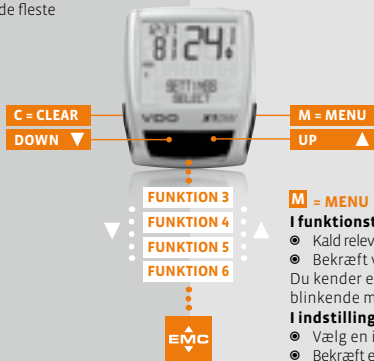 de fleste
SETTINGS
SELECT
VDO
C = CLEAR
DOWN
M = MENU
UP
FUNKTION 3
FUNKTION 4
FUNKTION 5
FUNKTION 6
EMC
M = MENU
I funktionst
Kald relev
Bekræft v
Du kender e
blinkende m
I indstilling
Vælg en i
Bekræft e